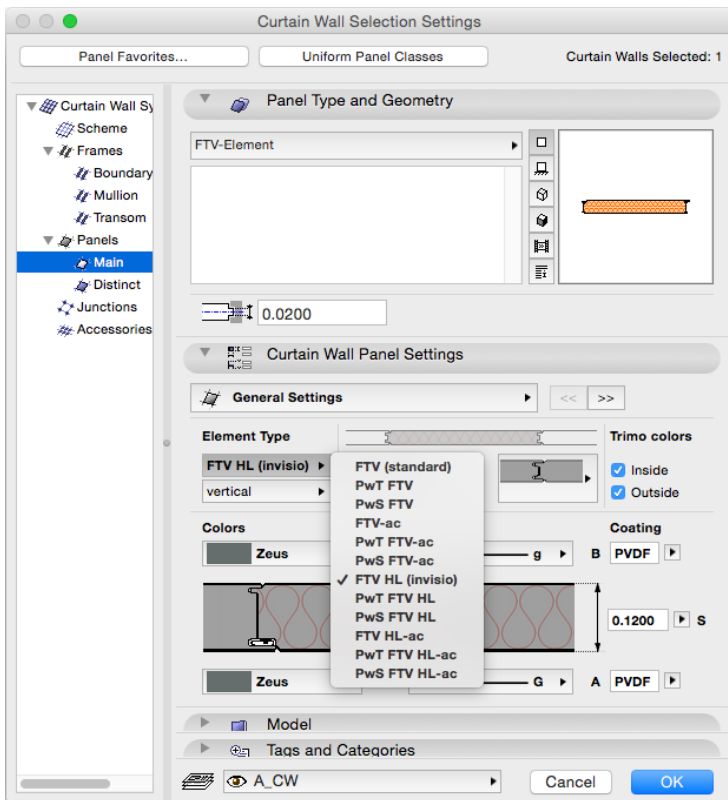 Curtain Wall Selection Settings
Panel Favorites...
Uniform Panel Classes
Curtain Walls Selected: 1
Curtain Wall Sy
Scheme
Frames
Boundary
Mullion
Transom
Panels
Main
Distinct
Junctions
Accessories
Panel Type and Geometry
FTV-Element
0.0200
Curtain Wall Panel Settings
General Settings
<< >>
Element Type
FTV HL (invisio)
vertical
FTV (standard)
PwT FTV
PwS FTV
FTV-ac
PwT FTV-ac
PwS FTV-ac
✓ FTV HL (invisio)
PwT FTV HL
PwS FTV HL
FTV HL-ac
PwT FTV HL-ac
PwS FTV HL-ac
Trimo colors
Inside
Outside
Colors
Coating
Zeus
g
B PVDF
0.1200 S
Zeus
G
A PVDF
Model
Tags and Categories
A_CW
Cancel
OK